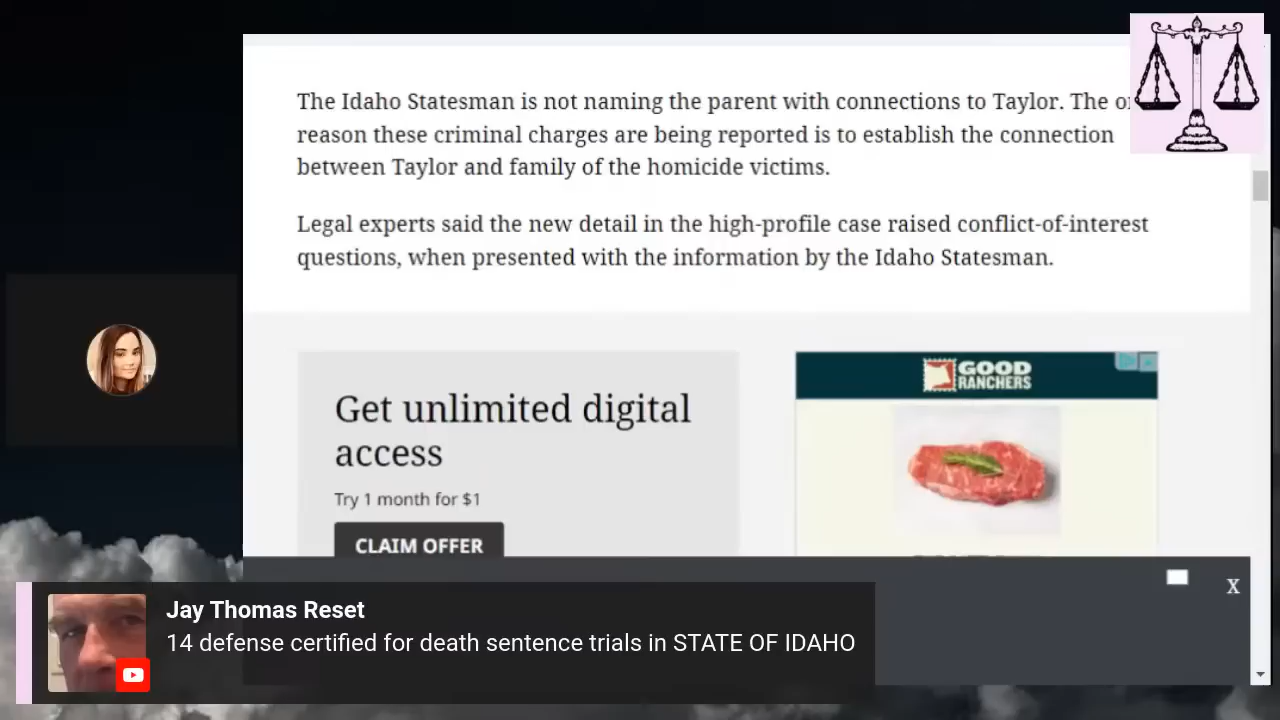 The Idaho Statesman is not naming the parent with connections to Taylor. The
reason these criminal charges are being reported is to establish the connection
between Taylor and family of the homicide victims.
Legal experts said the new detail in the high-profile case raised conflict-of-interest
questions, when presented with the information by the Idaho Statesman.
GOOD
RANCHERS
Get unlimited digital
access
Try 1 month for $1
CLAIM OFFER
X
Jay Thomas Reset
14 defense certified for death sentence trials in STATE OF IDAHO